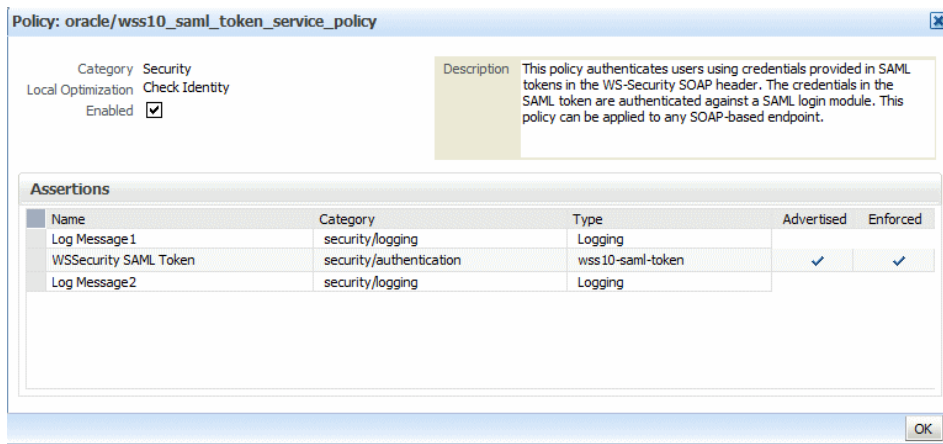 Policy: oracle/wss10_saml_token_service_policy
Category Security
Local Optimization Check Identity
Enabled
Description This policy authenticates users using credentials provided in SAML
tokens in the WS-Security SOAP header. The credentials in the
SAML token are authenticated against a SAML login module. This
policy can be applied to any SOAP-based endpoint.
Assertions
Name Category Type Advertised Enforced
Log Message1 security/logging Logging
WSSecurity SAML Token security/authentication wss10-saml-token
Log Message2 security/logging Logging
OK